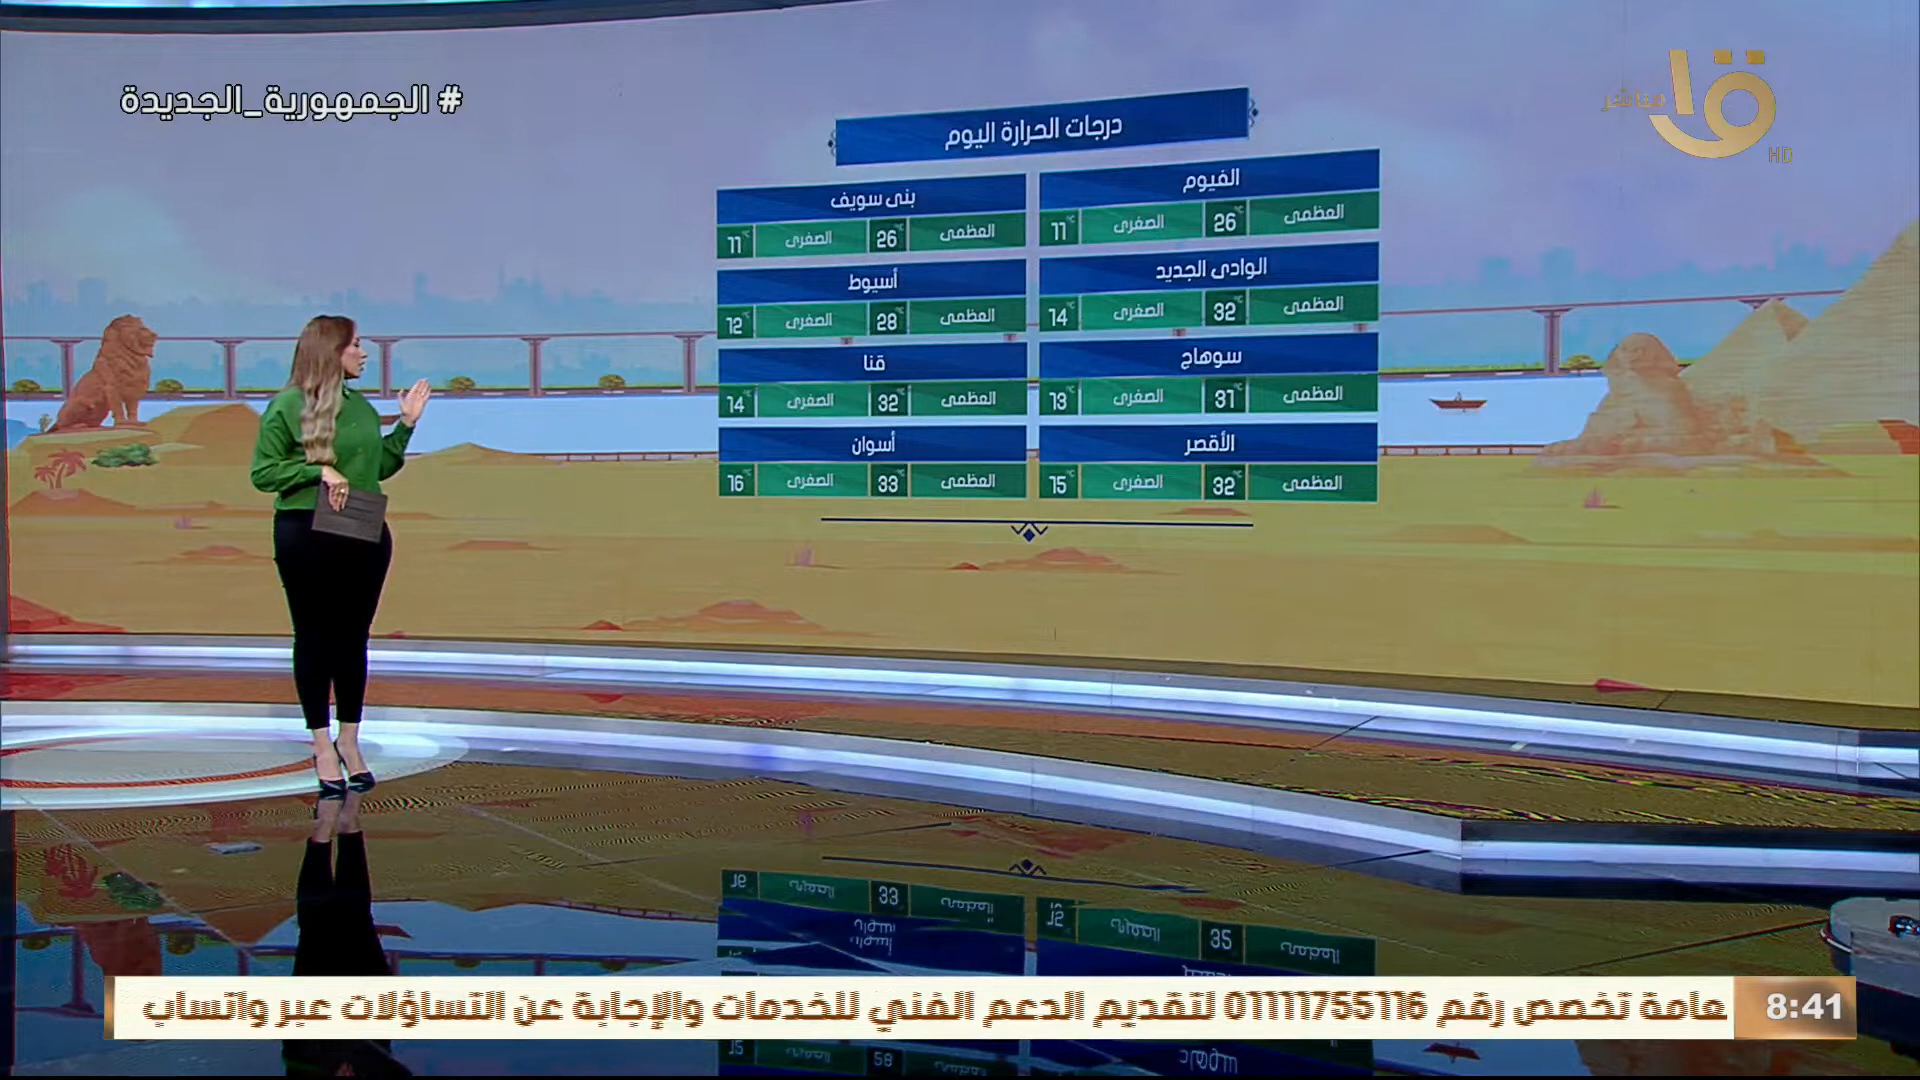 # الجمهورية_الجديدة
مباشر
HD
درجات الحرارة اليوم
الفيوم
العظمى 26 °C الصغرى 11 °C
بنى سويف
العظمى 26 °C الصغرى 11 °C
الوادى الجديد
العظمى 32 °C الصغرى 14 °C
أسيوط
العظمى 28 °C الصغرى 12 °C
سوهاج
العظمى 31 °C الصغرى 13 °C
قنا
العظمى 32 °C الصغرى 14 °C
الأقصر
العظمى 32 °C الصغرى 15 °C
أسوان
العظمى 33 °C الصغرى 16 °C
عامة تخصص رقم 01111755116 لتقديم الدعم الفني للخدمات والإجابة عن التساؤلات عبر واتساب
8:41